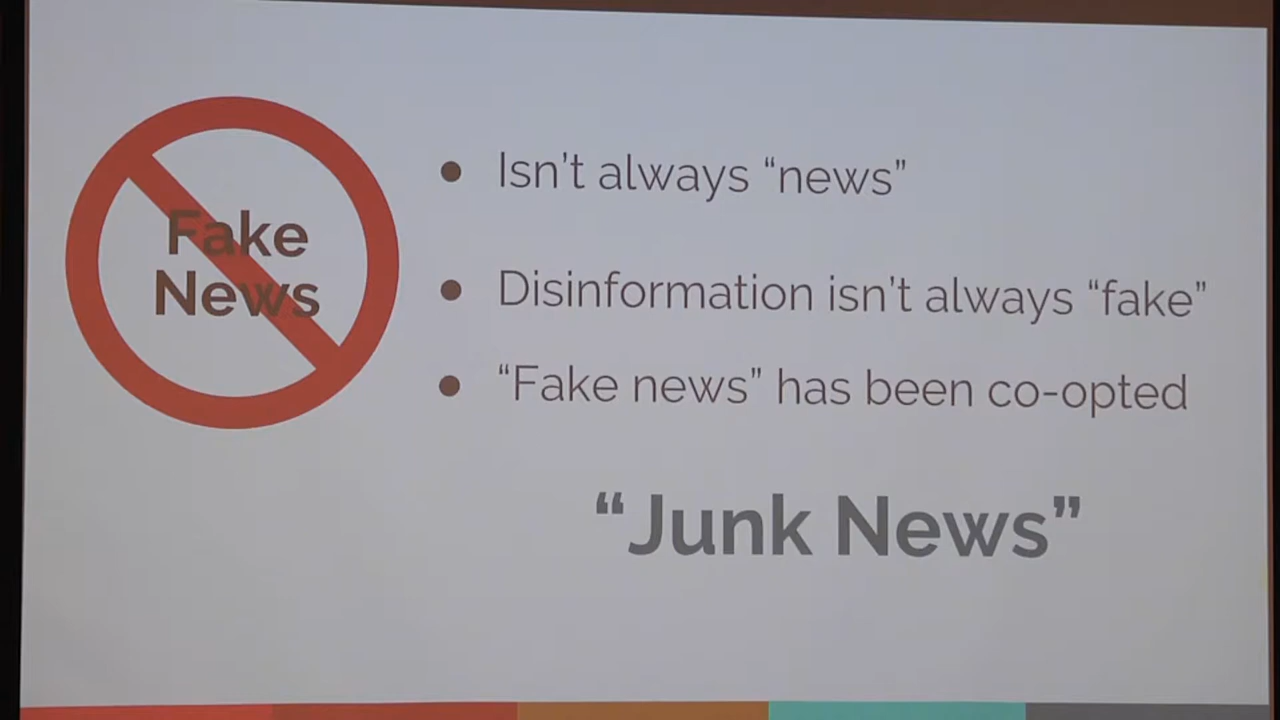 Fake
News
● Isn’t always “news”
● Disinformation isn’t always “fake”
● “Fake news” has been co-opted
“Junk News”